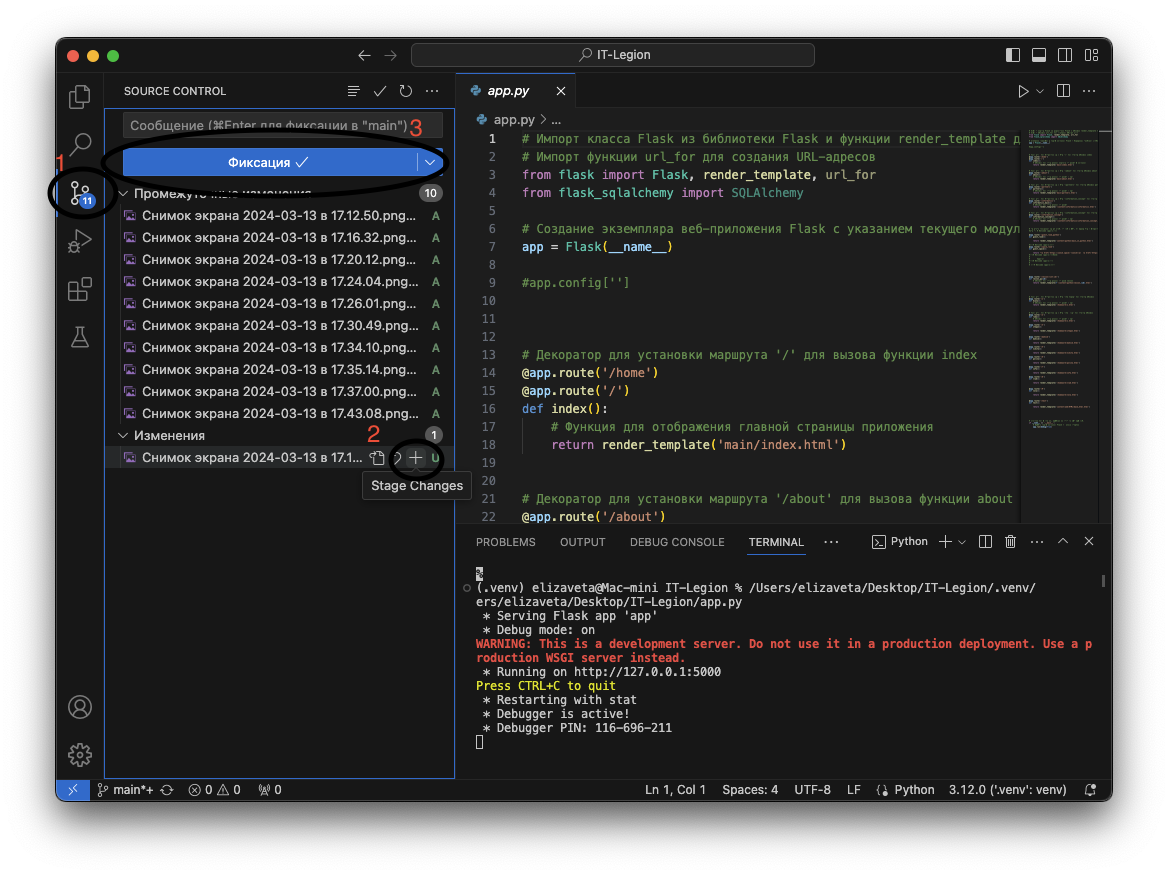 IT-Legion
SOURCE CONTROL
Сообщение (⌘Enter для фиксации в "main")
3
1
Фиксация
11
Промежуточные изменения
10
Снимок экрана 2024-03-13 в 17.12.50.png... A
Снимок экрана 2024-03-13 в 17.16.32.png... A
Снимок экрана 2024-03-13 в 17.20.12.png... A
Снимок экрана 2024-03-13 в 17.24.04.png... A
Снимок экрана 2024-03-13 в 17.26.01.png... A
Снимок экрана 2024-03-13 в 17.30.49.png... A
Снимок экрана 2024-03-13 в 17.34.10.png... A
Снимок экрана 2024-03-13 в 17.35.14.png... A
Снимок экрана 2024-03-13 в 17.37.00.png... A
Снимок экрана 2024-03-13 в 17.43.08.png... A
2
Изменения 1
Снимок экрана 2024-03-13 в 17.1... U
Stage Changes
app.py
app.py > ...
1 # Импорт класса Flask из библиотеки Flask и функции render_template д
2 # Импорт функции url_for для создания URL-адресов
3 from flask import Flask, render_template, url_for
4 from flask_sqlalchemy import SQLAlchemy
5
6 # Создание экземпляра веб-приложения Flask с указанием текущего модул
7 app = Flask(__name__)
8
9 #app.config['']
10
11
12
13 # Декоратор для установки маршрута '/' для вызова функции index
14 @app.route('/home')
15 @app.route('/')
16 def index():
17 # Функция для отображения главной страницы приложения
18 return render_template('main/index.html')
19
20
21 # Декоратор для установки маршрута '/about' для вызова функции about
22 @app.route('/about')
PROBLEMS OUTPUT DEBUG CONSOLE TERMINAL ... Python
%
(.venv) elizaveta@Mac-mini IT-Legion % /Users/elizaveta/Desktop/IT-Legion/.venv/
ers/elizaveta/Desktop/IT-Legion/app.py
* Serving Flask app 'app'
* Debug mode: on
WARNING: This is a development server. Do not use it in a production deployment. Use a p
roduction WSGI server instead.
* Running on http://127.0.0.1:5000
Press CTRL+C to quit
* Restarting with stat
* Debugger is active!
* Debugger PIN: 116-696-211
main*+ 0 0 0 Ln 1, Col 1 Spaces: 4 UTF-8 LF Python 3.12.0 ('.venv': venv)